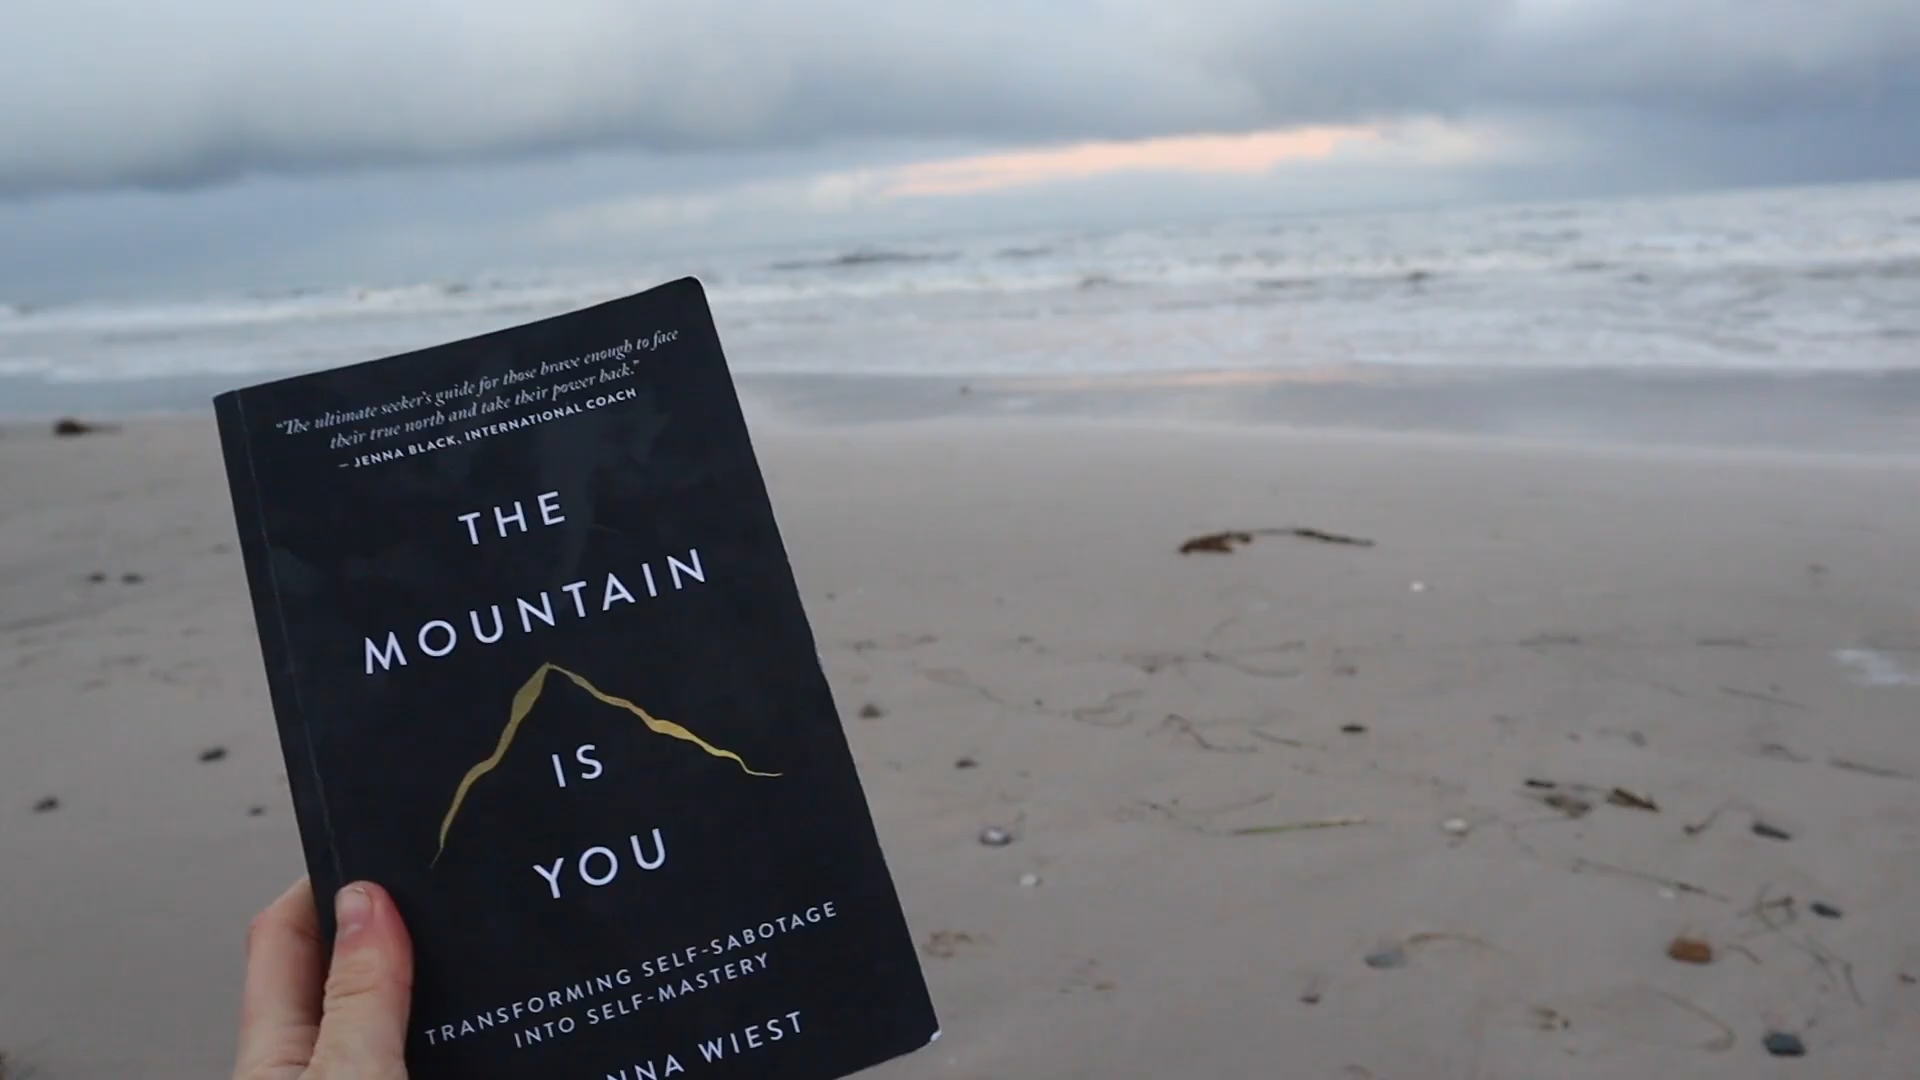 “The ultimate seeker's guide for those brave enough to face
their true north and take their power back.”
— JENNA BLACK, INTERNATIONAL COACH
THE
MOUNTAIN
IS
YOU
TRANSFORMING SELF-SABOTAGE
INTO SELF-MASTERY
NNA WIEST